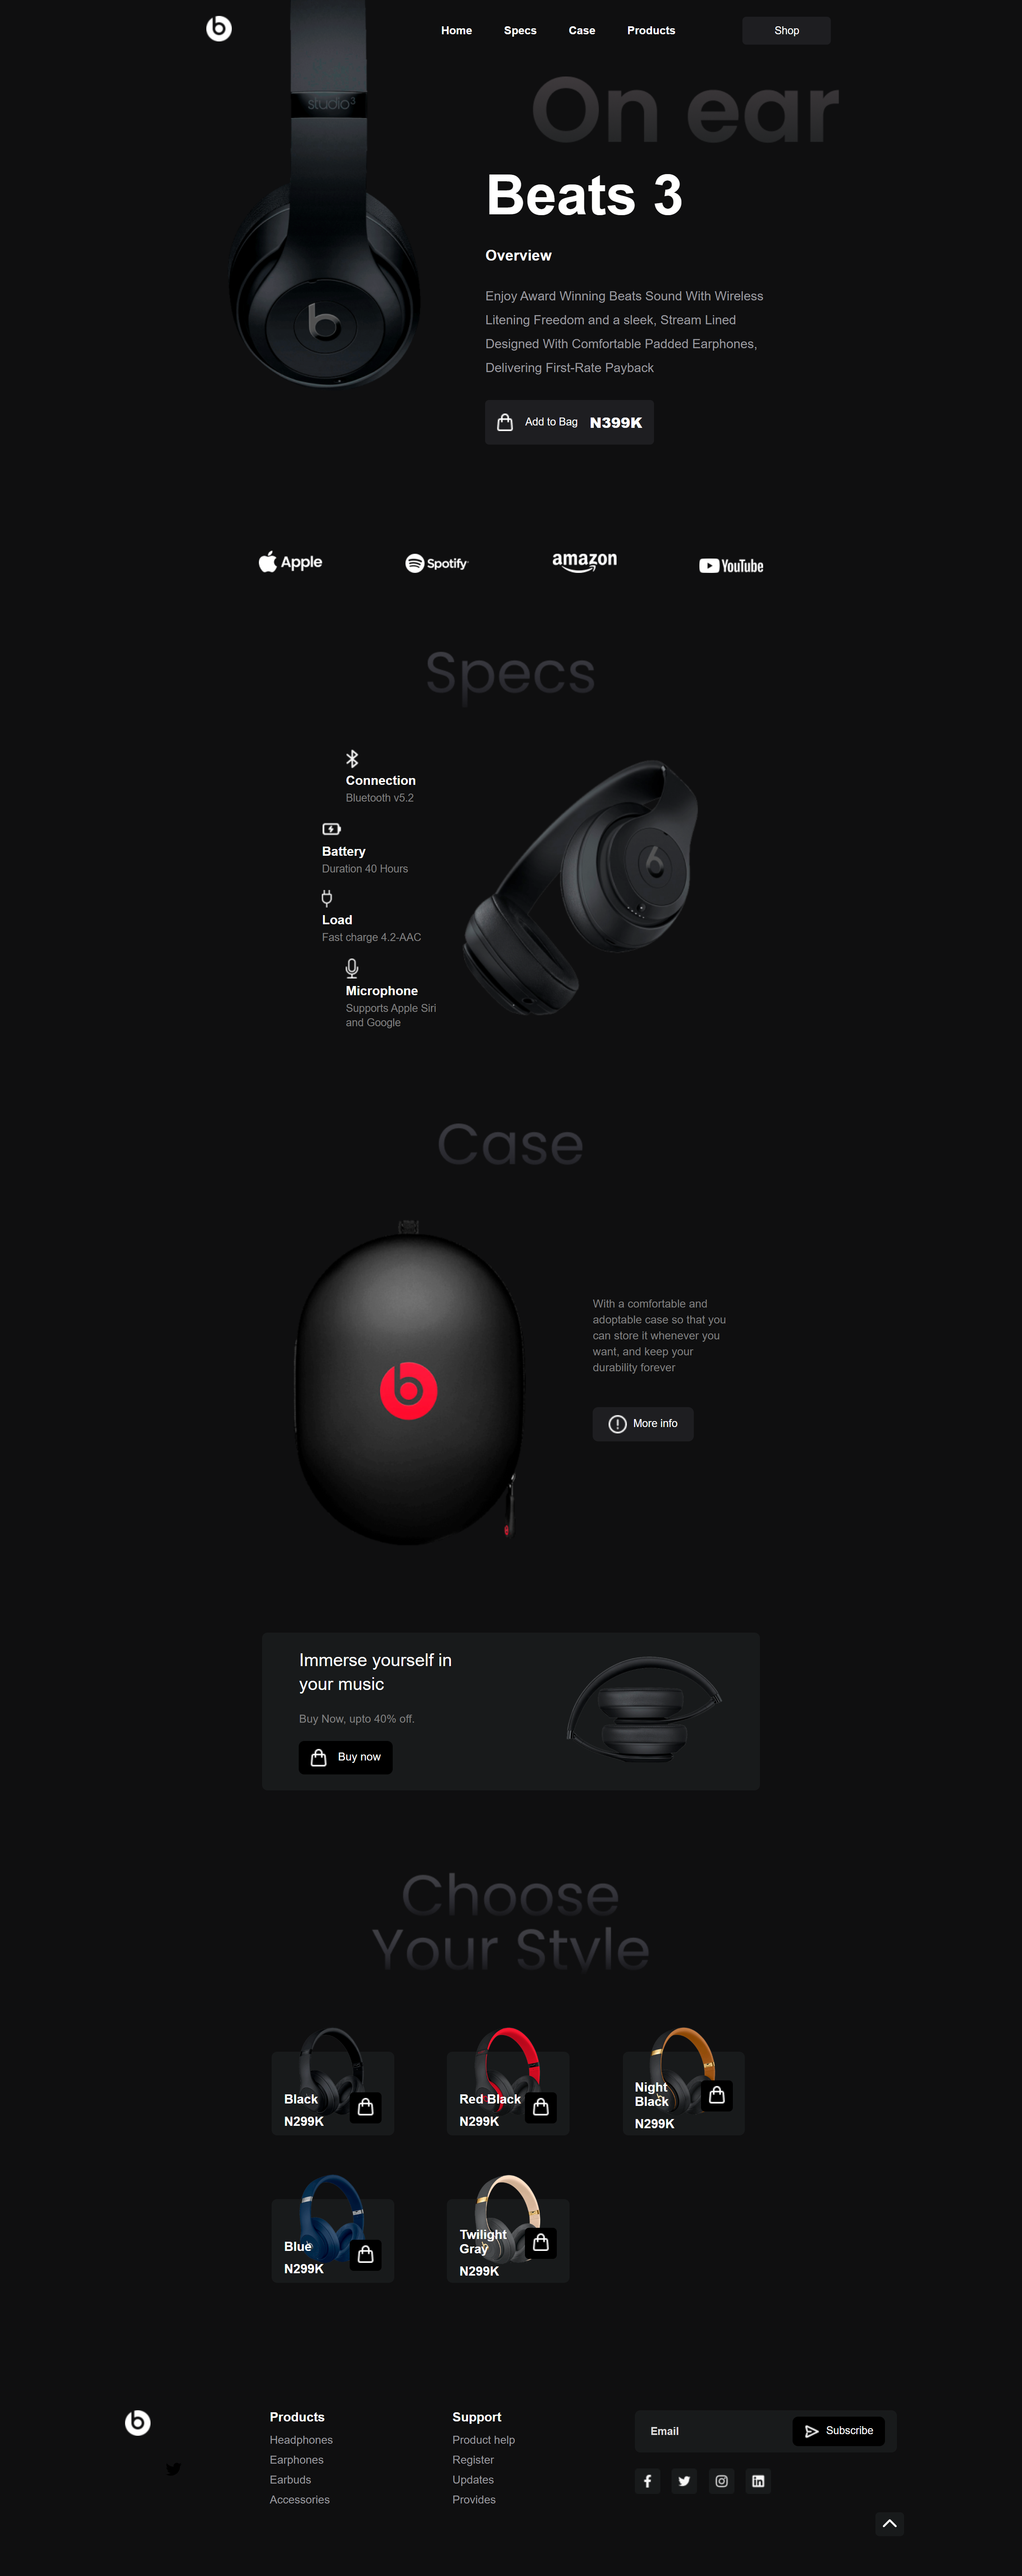 Home Specs Case Products Shop
studio3
On ear
Beats 3
Overview
Enjoy Award Winning Beats Sound With Wireless
Litening Freedom and a sleek, Stream Lined
Designed With Comfortable Padded Earphones,
Delivering First-Rate Payback
Add to Bag N399K
Apple Spotify amazon YouTube
Specs
Connection
Bluetooth v5.2
Battery
Duration 40 Hours
Load
Fast charge 4.2-AAC
Microphone
Supports Apple Siri
and Google
Case
With a comfortable and
adoptable case so that you
can store it whenever you
want, and keep your
durability forever
More info
Immerse yourself in
your music
Buy Now, upto 40% off.
Buy now
Choose
Your Style
Black
N299K
Red Black
N299K
Night
Black
N299K
Blue
N299K
Twilight
Gray
N299K
Products
Headphones
Earphones
Earbuds
Accessories
Support
Product help
Register
Updates
Provides
Email Subscribe